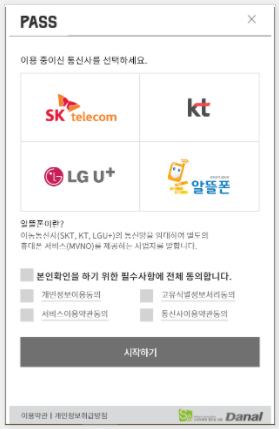 PASS
이용 중이신 통신사를 선택하세요.
SK telecom
kt
LG U+
알뜰폰
알뜰폰이란?
이동통신사(SKT, KT, LGU+)의 통신망을 임대하여 별도의
휴대폰 서비스(MVNO)를 제공하는 사업자를 말합니다.
본인확인을 하기 위한 필수사항에 전체 동의합니다.
개인정보이용동의
고유식별정보처리동의
서비스이용약관동의
통신사이용약관동의
시작하기
이용약관 | 개인정보취급방침
Danal